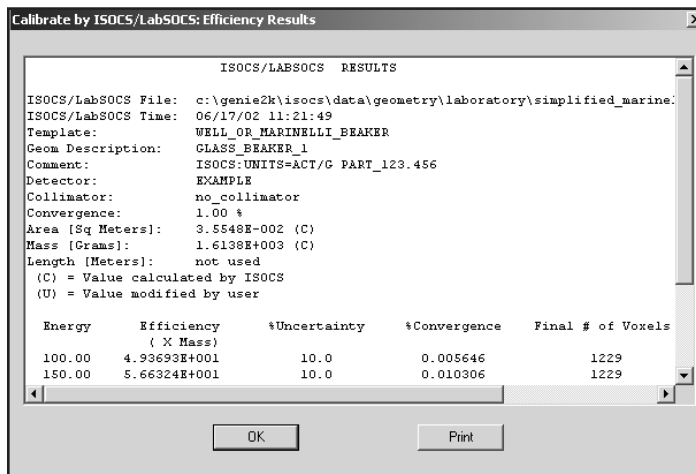 Calibrate by ISOCS/LabSOCS: Efficiency Results
ISOCS/LABSOCS RESULTS
ISOCS/LabSOCS File: c:\genie2k\isocs\data\geometry\laboratory\simplified_marine
ISOCS/LabSOCS Time: 06/17/02 11:21:49
Template: WELL_OR_MARINELLI_BEAKER
Geom Description: GLASS_BEAKER_1
Comment: ISOCS:UNITS=ACT/G PART_123.456
Detector: EXAMPLE
Collimator: no_collimator
Convergence: 1.00 %
Area [Sq Meters]: 3.5548E-002 (C)
Mass [Grams]: 1.6138E+003 (C)
Length [Meters]: not used
(C) = Value calculated by ISOCS
(U) = Value modified by user
Energy Efficiency %Uncertainty %Convergence Final # of Voxels
( X Mass)
100.00 4.93693E+001 10.0 0.005646 1229
150.00 5.66324E+001 10.0 0.010306 1229
OK Print